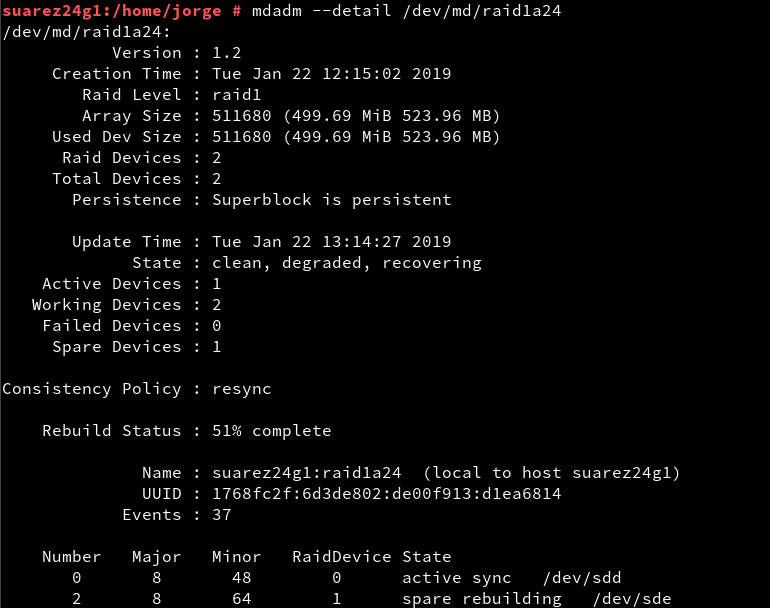 suarez24g1:/home/jorge # mdadm --detail /dev/md/raid1a24
/dev/md/raid1a24:
Version : 1.2
Creation Time : Tue Jan 22 12:15:02 2019
Raid Level : raid1
Array Size : 511680 (499.69 MiB 523.96 MB)
Used Dev Size : 511680 (499.69 MiB 523.96 MB)
Raid Devices : 2
Total Devices : 2
Persistence : Superblock is persistent
Update Time : Tue Jan 22 13:14:27 2019
State : clean, degraded, recovering
Active Devices : 1
Working Devices : 2
Failed Devices : 0
Spare Devices : 1
Consistency Policy : resync
Rebuild Status : 51% complete
Name : suarez24g1:raid1a24  (local to host suarez24g1)
UUID : 1768fc2f:6d3de802:de00f913:d1ea6814
Events : 37
Number   Major   Minor   RaidDevice State
0       8       48        0      active sync   /dev/sdd
2       8       64        1      spare rebuilding   /dev/sde